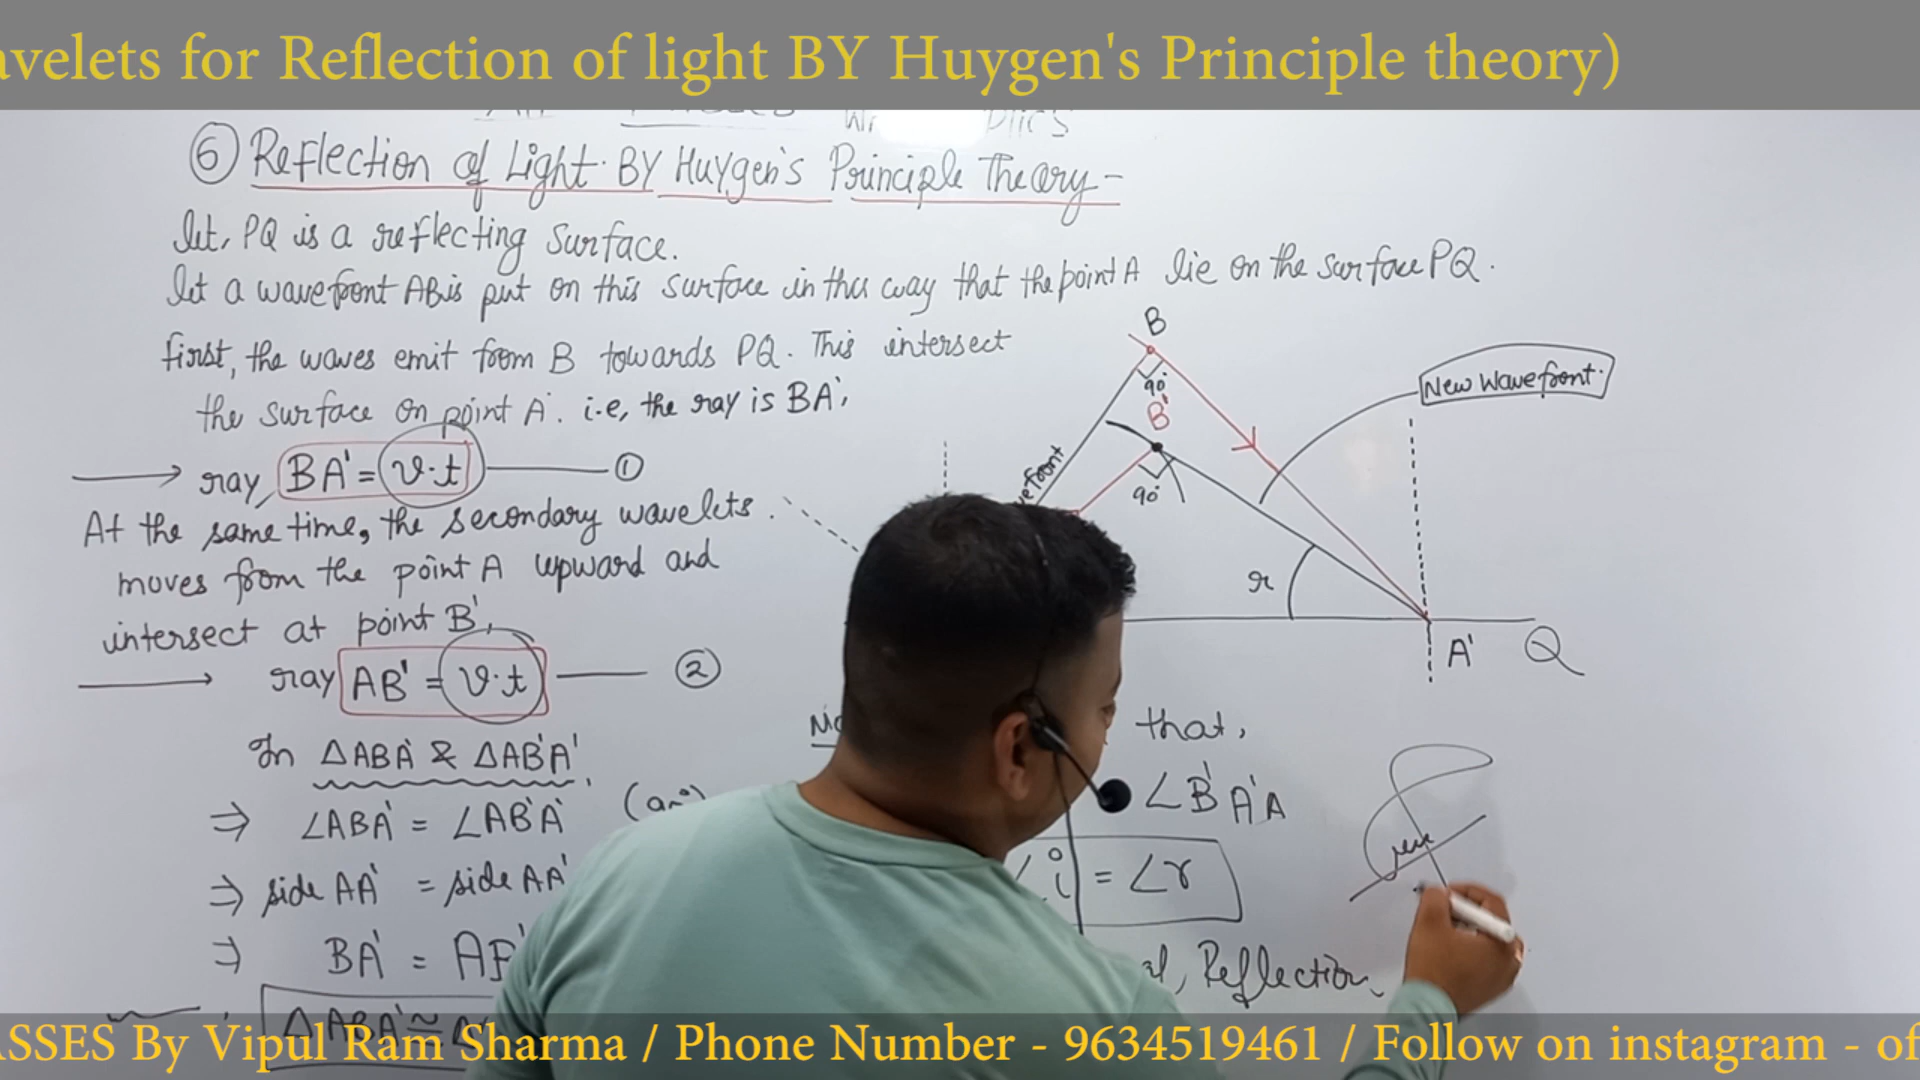 avelets for Reflection of light BY Huygen's Principle theory)
⑥ Reflection of Light BY Huygen's Principle Theory -
let, PQ is a reflecting surface.
let a wavefront AB is put on this surface in this way that the point A lie on the surface PQ.
first, the waves emit from B towards PQ. This intersect
the surface on point A'. i.e, the ray is BA',
ray, BA' = v.t ①
At the same time, the secondary wavelets
moves from the point A upward and
intersect at point B',
ray AB' = v.t ②
In ΔABA' & ΔAB'A',
⇒ ∠ABA' = ∠AB'A'
⇒ side AA' = side AA'
⇒ BA' = AB'
ΔABA' ≅ Δ
B
90°
B'
90°
New Wavefront.
r
A' Q
that,
∠B'A'A
∠i = ∠r
Reflection
ASSES By Vipul Ram Sharma / Phone Number - 9634519461 / Follow on instagram - of